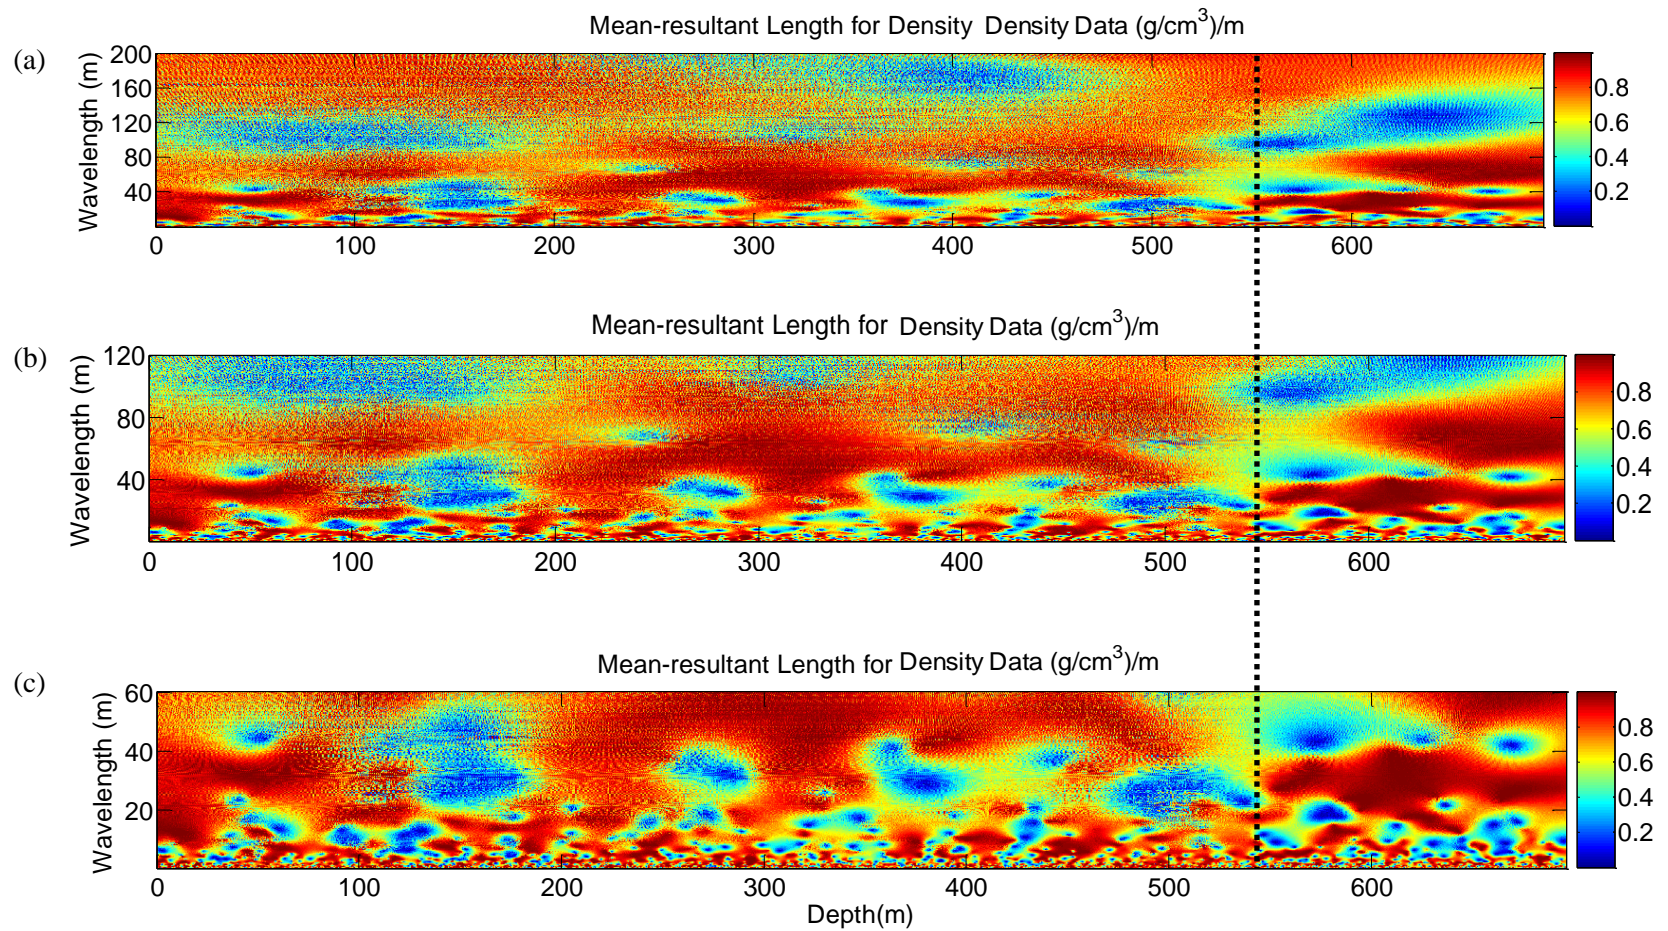 Mean-resultant Length for Density Density Data (g/cm3)/m
(a)
Wavelength (m)
200
160
120
80
40
0 100 200 300 400 500 600
0.8
0.6
0.4
0.2
Mean-resultant Length for Density Data (g/cm3)/m
(b)
Wavelength (m)
120
80
40
0 100 200 300 400 500 600
0.8
0.6
0.4
0.2
Mean-resultant Length for Density Data (g/cm3)/m
(c)
Wavelength (m)
60
40
20
0 100 200 300 400 500 600
0.8
0.6
0.4
0.2
Depth(m)